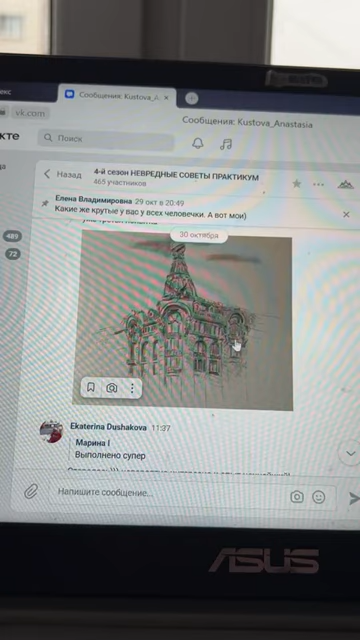 Сообщения: Kustova_A
vk.com
Сообщения: Kustova_Anastasia
кте
Поиск
Назад
4-й сезон НЕВРЕДНЫЕ СОВЕТЫ ПРАКТИКУМ
465 участников
Елена Владимировна 29 окт в 20:49
Какие же крутые у вас у всех человечки. А вот мои)
30 октября
489
72
Ekaterina Dushakova 11:37
Марина I
Выполнено супер
Напишите сообщение...
ASUS